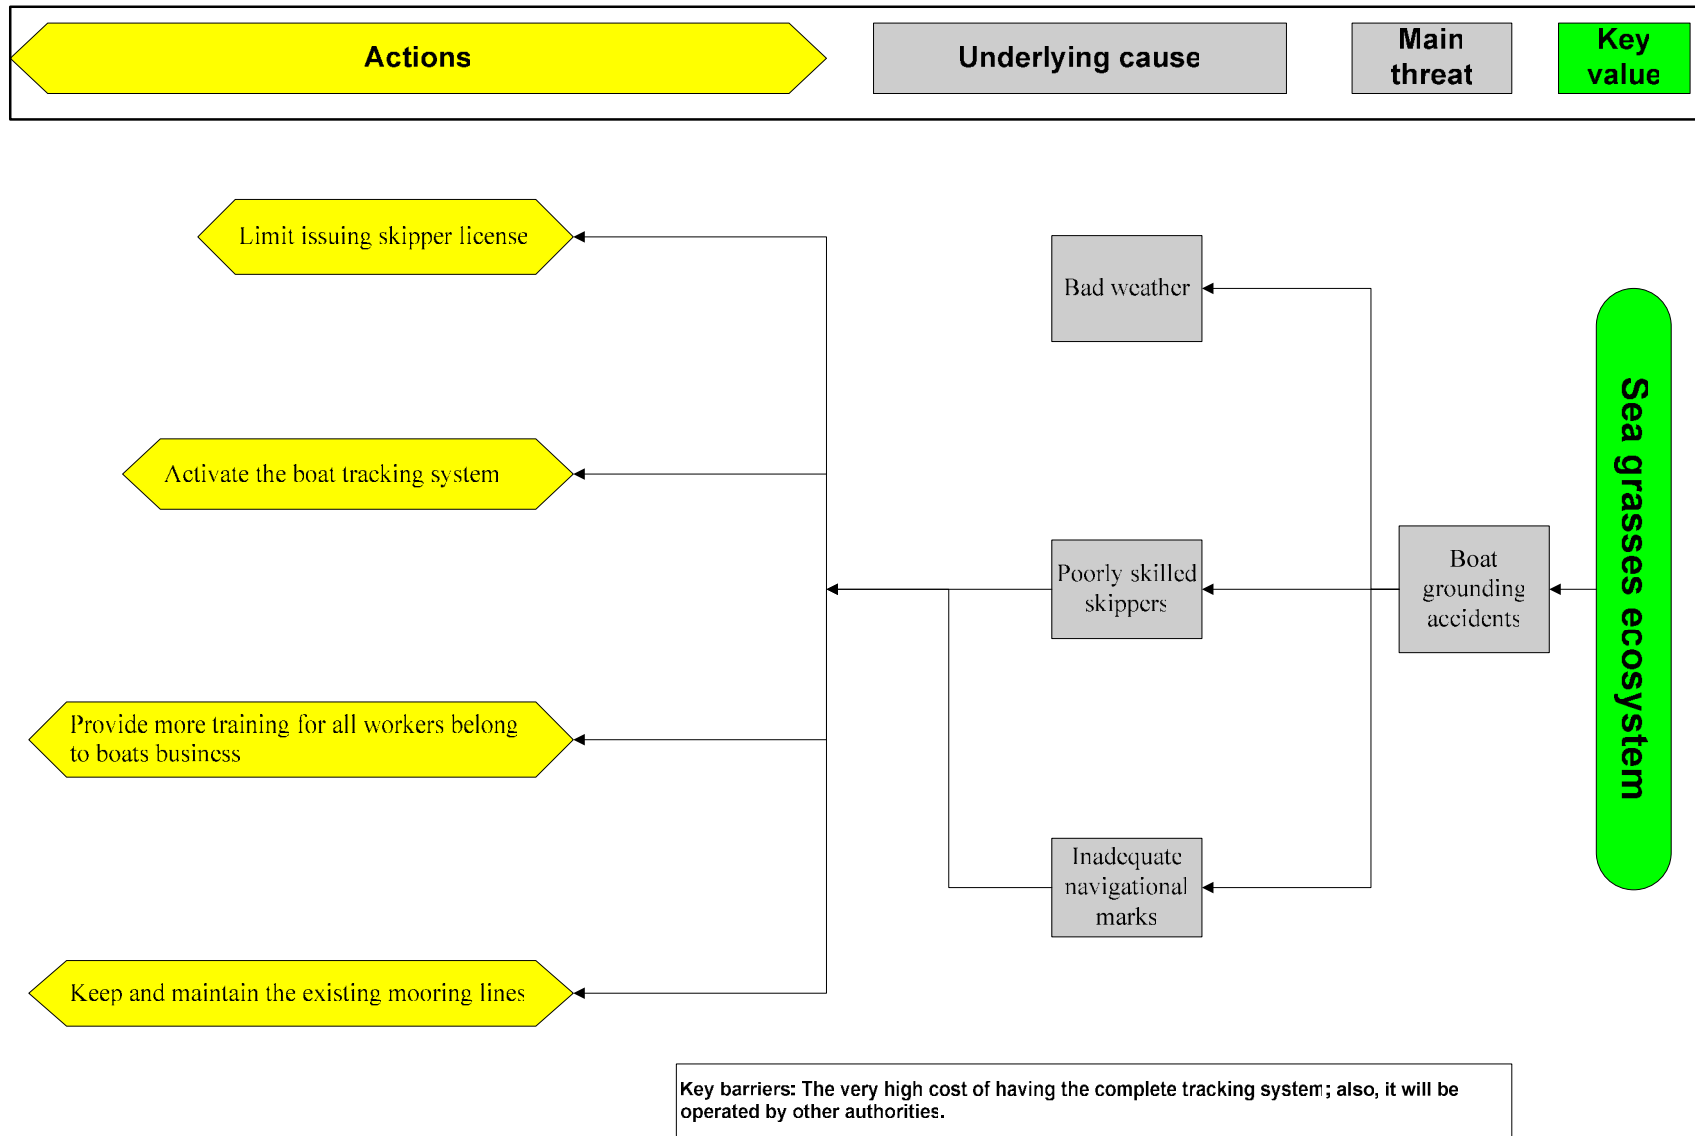 Actions
Underlying cause
Main
threat
Key
value
Limit issuing skipper license
Activate the boat tracking system
Provide more training for all workers belong
to boats business
Keep and maintain the existing mooring lines
Bad weather
Poorly skilled
skippers
Inadequate
navigational
marks
Boat
grounding
accidents
Sea grasses ecosystem
Key barriers: The very high cost of having the complete tracking system; also, it will be
operated by other authorities.